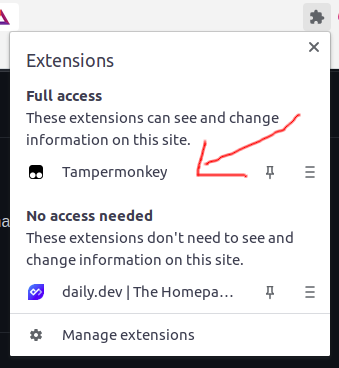 Extensions
Full access
These extensions can see and change
information on this site.
Tampermonkey
No access needed
These extensions don't need to see and
change information on this site.
daily.dev | The Homepa...
Manage extensions